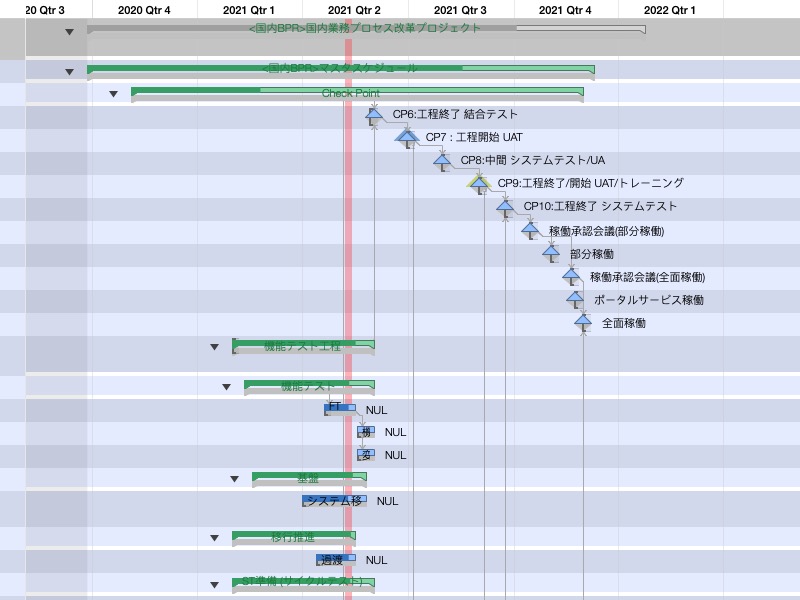 20 Qtr 3 2020 Qtr 4 2021 Qtr 1 2021 Qtr 2 2021 Qtr 3 2021 Qtr 4 2022 Qtr 1
<国内BPR>国内業務プロセス改革プロジェクト
<国内BPR>マスタスケジュール
Check Point
CP6:工程終了 結合テスト
CP7 : 工程開始 UAT
CP8:中間 システムテスト/UA
CP9:工程終了/開始 UAT/トレーニング
CP10:工程終了 システムテスト
稼働承認会議(部分稼働)
部分稼働
稼働承認会議(全面稼働)
ポータルサービス稼働
全面稼働
機能テスト工程
機能テスト
FT NUL
機 NUL
変 NUL
基盤
システム移 NUL
移行推進
過渡 NUL
ST準備 (サイクルテスト)